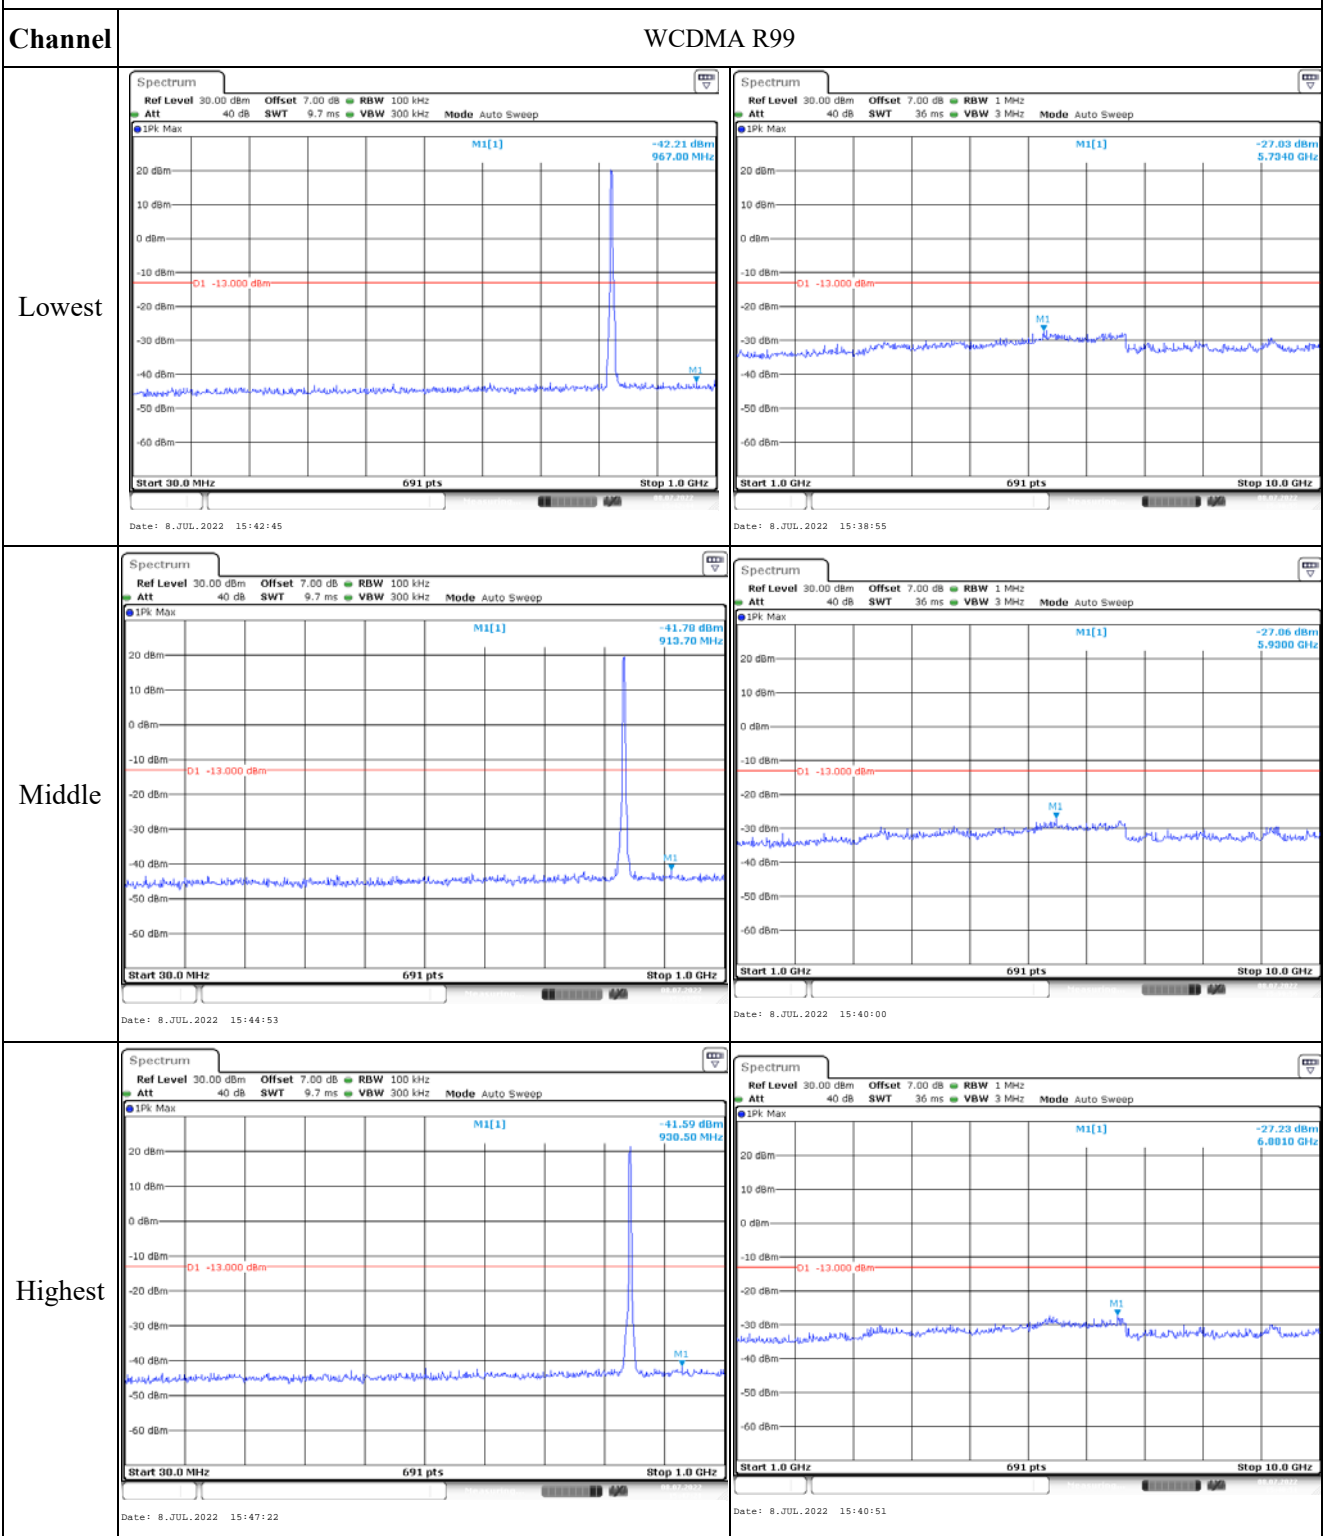 Channel
WCDMA R99
Lowest
Spectrum
Ref Level 30.00 dBm Offset 7.00 dB RBW 100 kHz
Att 40 dB SWT 9.7 ms VBW 300 kHz Mode Auto Sweep
1Pk Max
M1[1] -42.21 dBm
967.00 MHz
20 dBm
10 dBm
0 dBm
-10 dBm
D1 -13.000 dBm
-20 dBm
-30 dBm
-40 dBm
M1
-50 dBm
-60 dBm
Start 30.0 MHz 691 pts Stop 1.0 GHz
Date: 8.JUL.2022 15:42:45
Spectrum
Ref Level 30.00 dBm Offset 7.00 dB RBW 1 MHz
Att 40 dB SWT 36 ms VBW 3 MHz Mode Auto Sweep
1Pk Max
M1[1] -27.03 dBm
5.7340 GHz
20 dBm
10 dBm
0 dBm
-10 dBm
D1 -13.000 dBm
-20 dBm
M1
-30 dBm
-40 dBm
-50 dBm
-60 dBm
Start 1.0 GHz 691 pts Stop 10.0 GHz
Date: 8.JUL.2022 15:38:55
Middle
Spectrum
Ref Level 30.00 dBm Offset 7.00 dB RBW 100 kHz
Att 40 dB SWT 9.7 ms VBW 300 kHz Mode Auto Sweep
1Pk Max
M1[1] -41.70 dBm
913.70 MHz
20 dBm
10 dBm
0 dBm
-10 dBm
D1 -13.000 dBm
-20 dBm
-30 dBm
-40 dBm
M1
-50 dBm
-60 dBm
Start 30.0 MHz 691 pts Stop 1.0 GHz
Date: 8.JUL.2022 15:44:53
Spectrum
Ref Level 30.00 dBm Offset 7.00 dB RBW 1 MHz
Att 40 dB SWT 36 ms VBW 3 MHz Mode Auto Sweep
1Pk Max
M1[1] -27.06 dBm
5.9300 GHz
20 dBm
10 dBm
0 dBm
-10 dBm
D1 -13.000 dBm
-20 dBm
M1
-30 dBm
-40 dBm
-50 dBm
-60 dBm
Start 1.0 GHz 691 pts Stop 10.0 GHz
Date: 8.JUL.2022 15:40:00
Highest
Spectrum
Ref Level 30.00 dBm Offset 7.00 dB RBW 100 kHz
Att 40 dB SWT 9.7 ms VBW 300 kHz Mode Auto Sweep
1Pk Max
M1[1] -41.59 dBm
930.50 MHz
20 dBm
10 dBm
0 dBm
-10 dBm
D1 -13.000 dBm
-20 dBm
-30 dBm
M1
-40 dBm
-50 dBm
-60 dBm
Start 30.0 MHz 691 pts Stop 1.0 GHz
Date: 8.JUL.2022 15:47:22
Spectrum
Ref Level 30.00 dBm Offset 7.00 dB RBW 1 MHz
Att 40 dB SWT 36 ms VBW 3 MHz Mode Auto Sweep
1Pk Max
M1[1] -27.23 dBm
6.8810 GHz
20 dBm
10 dBm
0 dBm
-10 dBm
D1 -13.000 dBm
-20 dBm
M1
-30 dBm
-40 dBm
-50 dBm
-60 dBm
Start 1.0 GHz 691 pts Stop 10.0 GHz
Date: 8.JUL.2022 15:40:51